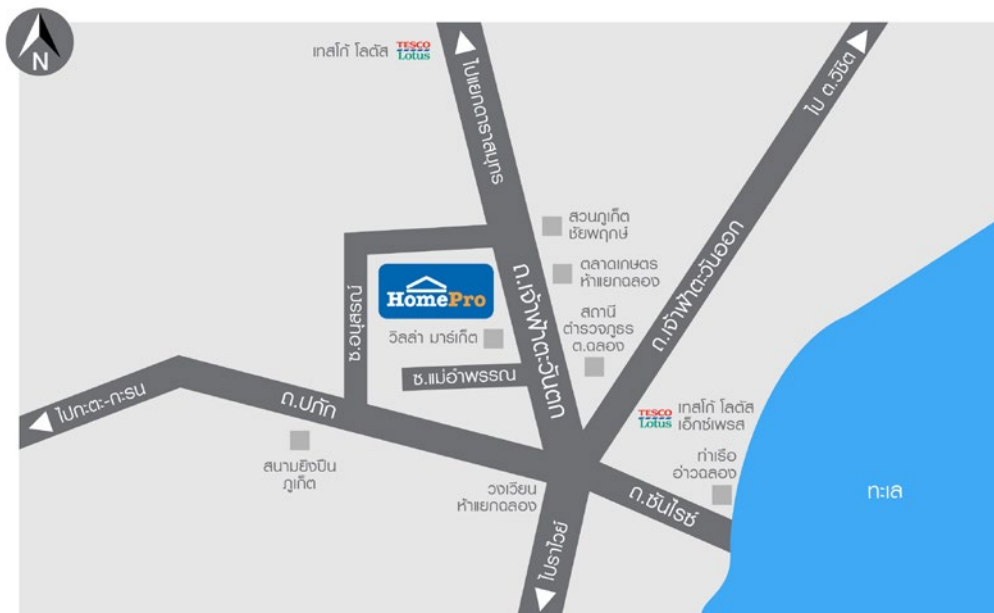 N
เทสโก้ โลตัส TESCO
Lotus
ไปแยกดาราสมุทร
ไป ต.วิชิต
สวนภูเก็ต
ชัยพฤกษ์
ตลาดเกษตร
ห้าแยกฉลอง
ถ.เจ้าฟ้าตะวันตก
ถ.เจ้าฟ้าตะวันออก
HomePro
ซ.อนุสรณ์
วิลล่า มาร์เก็ต
สถานี
ตำรวจภูธร
ต.ฉลอง
ซ.แม่อำพรรณ
ไปกะตะ-กะรน
ถ.ปฏัก
TESCO
Lotus
เทสโก้ โลตัส
เอ็กซ์เพรส
สนามยิงปืน
ภูเก็ต
วงเวียน
ห้าแยกฉลอง
ท่าเรือ
อ่าวฉลอง
ถ.ซันไรซ์
ทะเล
ไปราไวย์